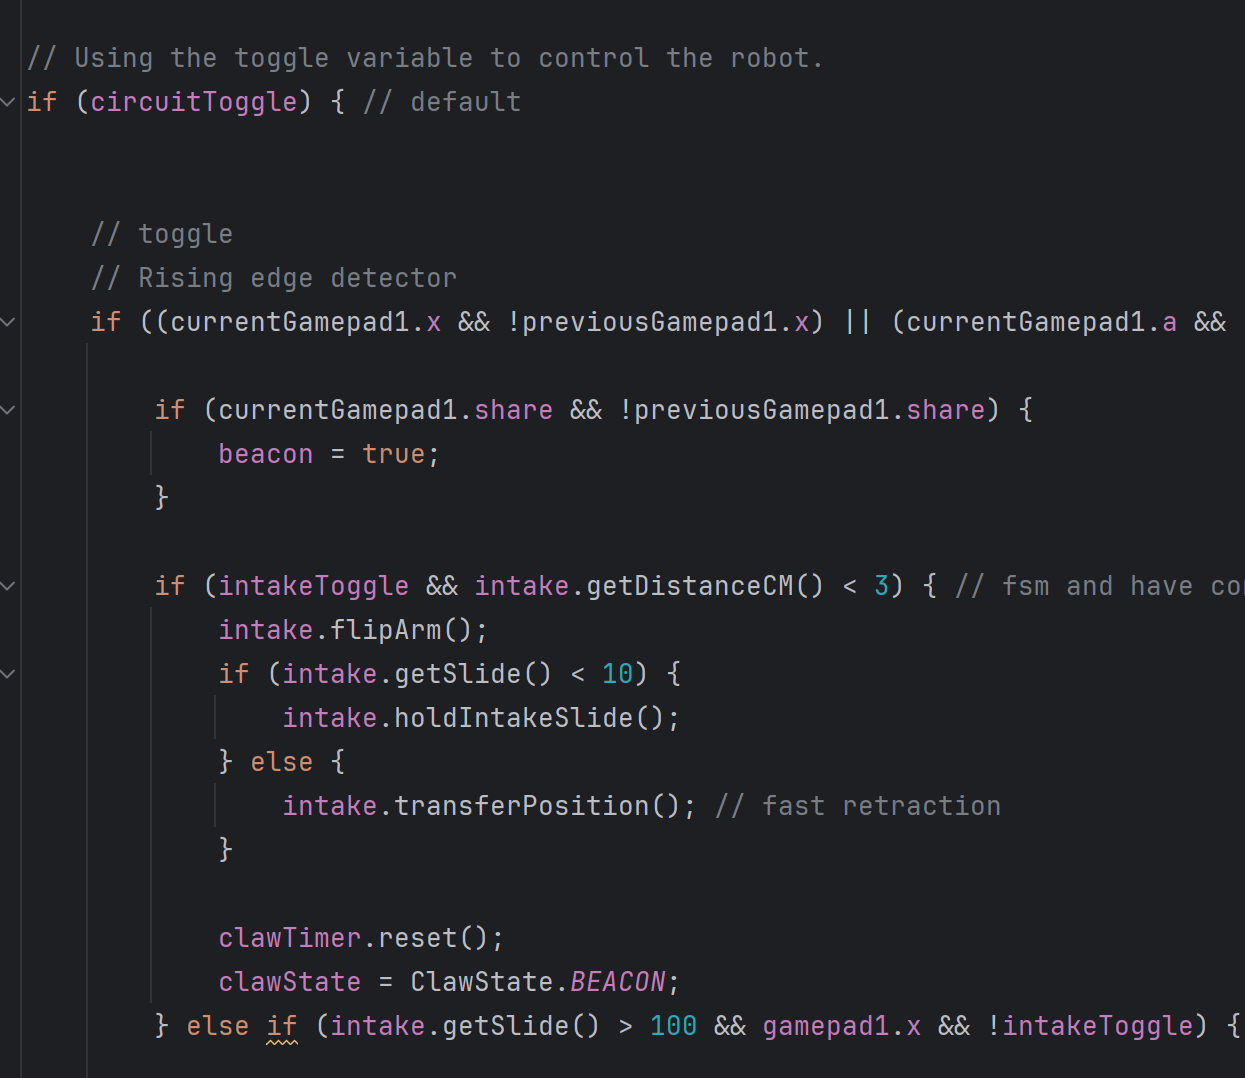 // Using the toggle variable to control the robot.
if (circuitToggle) { // default
// toggle
// Rising edge detector
if ((currentGamepad1.x && !previousGamepad1.x) || (currentGamepad1.a &&
if (currentGamepad1.share && !previousGamepad1.share) {
beacon = true;
}
if (intakeToggle && intake.getDistanceCM() < 3) { // fsm and have
intake.flipArm();
if (intake.getSlide() < 10) {
intake.holdIntakeSlide();
} else {
intake.transferPosition(); // fast retraction
}
clawTimer.reset();
clawState = ClawState.BEACON;
} else if (intake.getSlide() > 100 && gamepad1.x && !intakeToggle) {